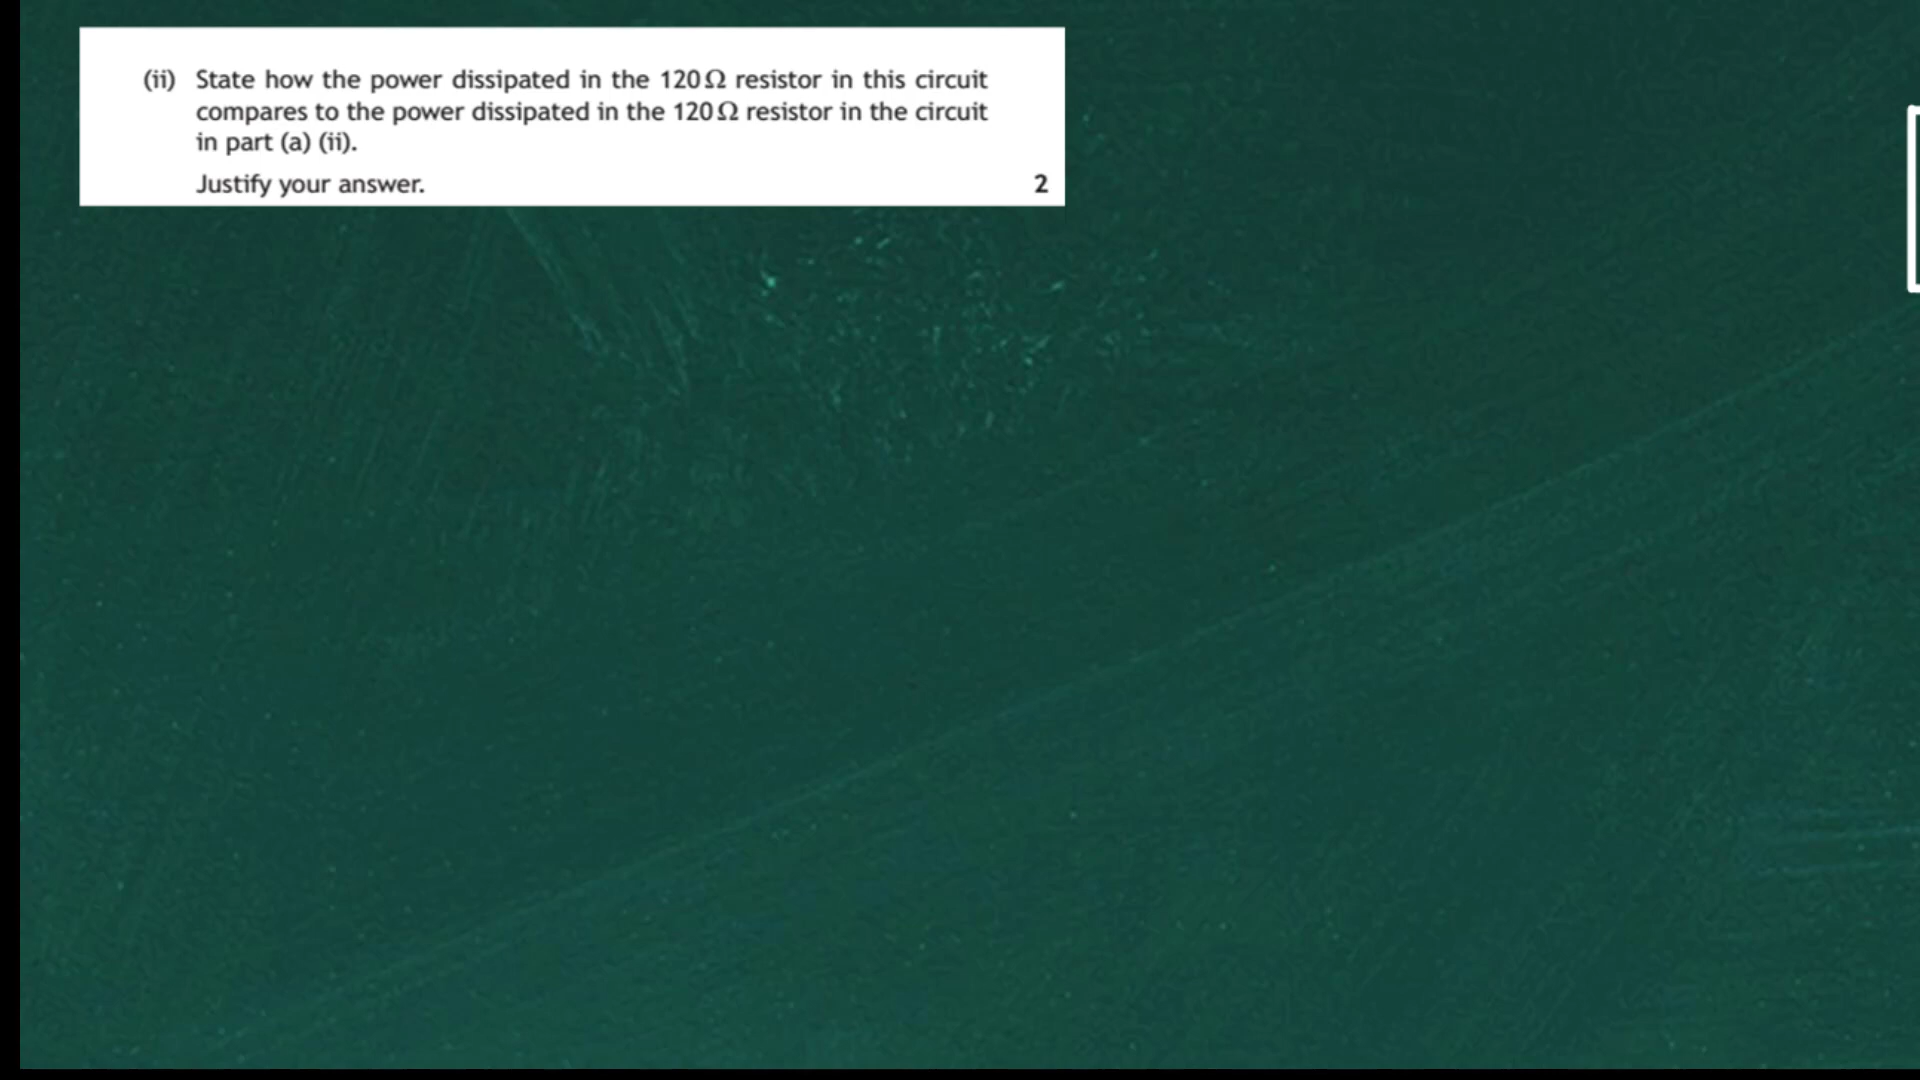 (ii) State how the power dissipated in the 120 Ω resistor in this circuit
compares to the power dissipated in the 120 Ω resistor in the circuit
in part (a) (ii).
Justify your answer. 2